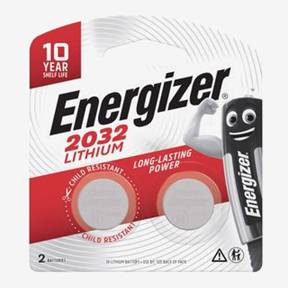 10
YEAR
SHELF LIFE
Energizer®
2032
LITHIUM
CHILD RESISTANT
LONG-LASTING
POWER
CHILD RESISTANT
Energizer
2 BATTERIES